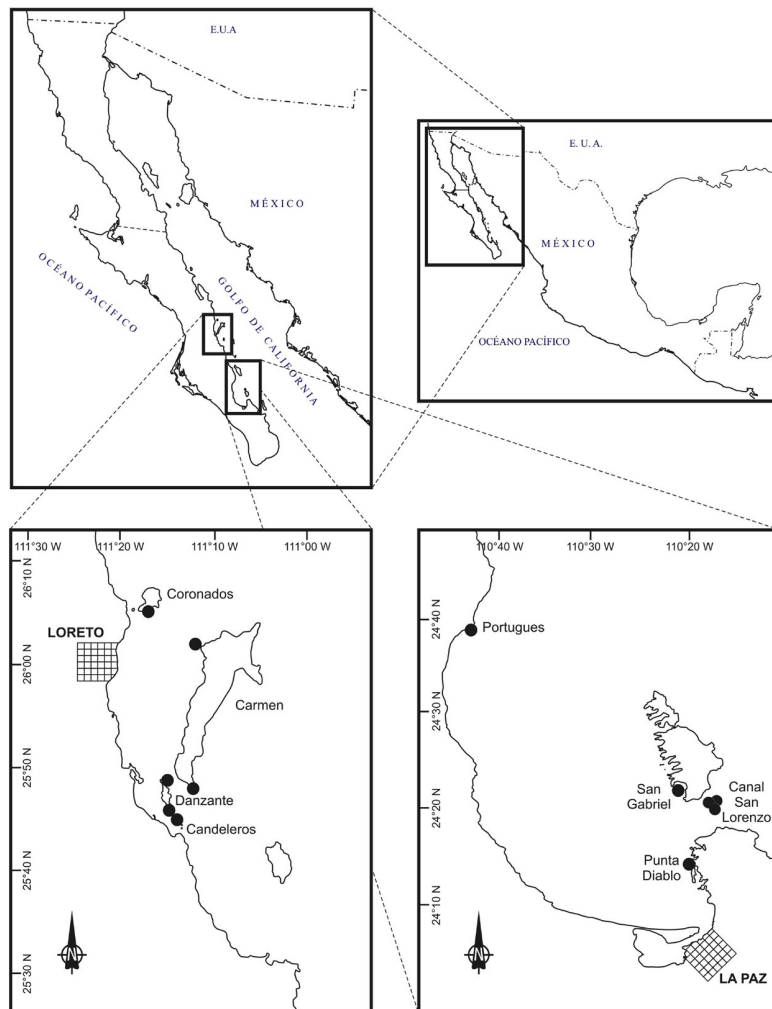 E.U.A
MÉXICO
OCÉANO PACÍFICO
GOLFO DE CALIFORNIA
E. U. A.
MÉXICO
OCÉANO PACÍFICO
111°30 W
111°20 W
111°10 W
111°00 W
26°10 N
26°00 N
25°50 N
25°40 N
25°30 N
Coronados
LORETO
Carmen
Danzante
Candeleros
N
110°40 W
110°30 W
110°20 W
24°40 N
24°30 N
24°20 N
24°10 N
Portugues
San
Gabriel
Canal
San
Lorenzo
Punta
Diablo
N
LA PAZ